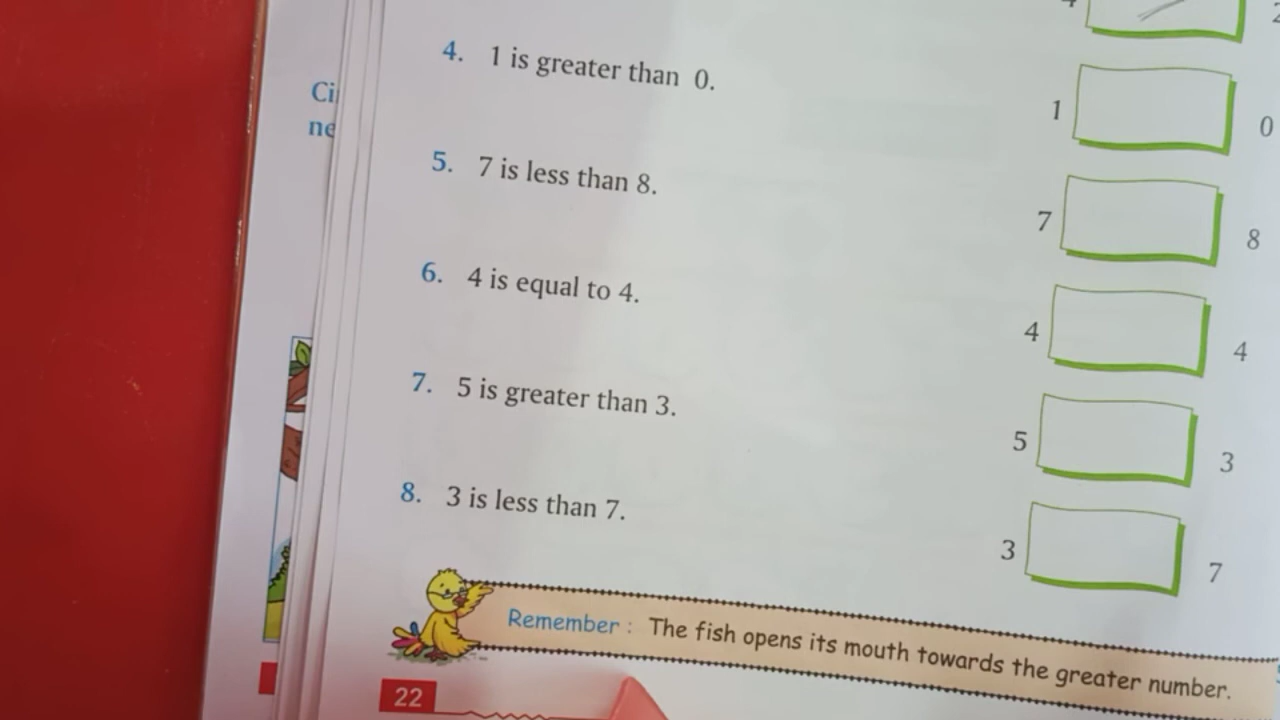 4. 1 is greater than 0.
1 0
5. 7 is less than 8.
7 8
6. 4 is equal to 4.
4 4
7. 5 is greater than 3.
5 3
8. 3 is less than 7.
3 7
Remember : The fish opens its mouth towards the greater number.
22